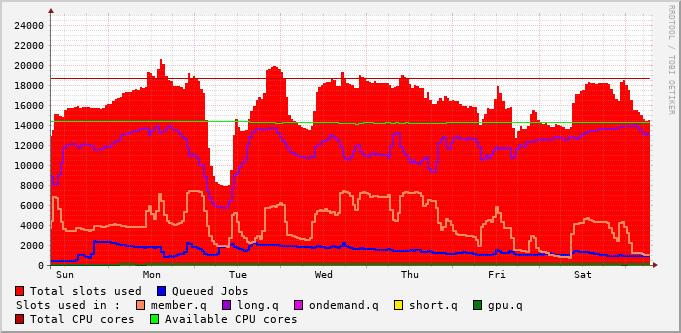 RRDTOOL / TOBI OETIKER
24000
22000
20000
18000
16000
14000
12000
10000
8000
6000
4000
2000
0
Sun Mon Tue Wed Thu Fri Sat
Total slots used Queued Jobs
Slots used in : member.q long.q ondemand.q short.q gpu.q
Total CPU cores Available CPU cores